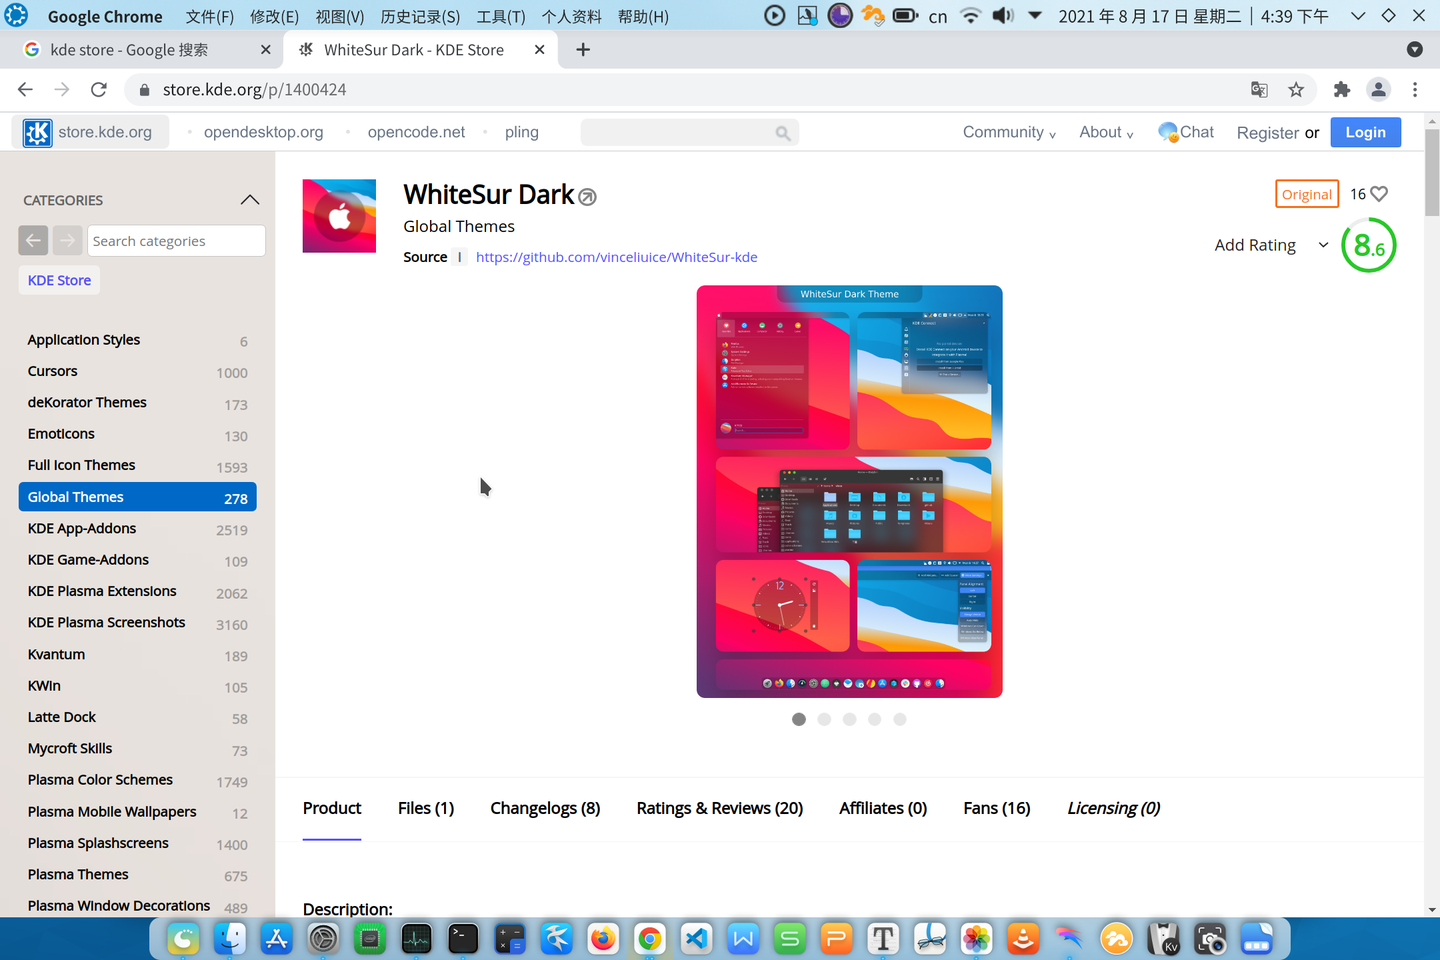 Google Chrome 文件(F) 修改(E) 视图(V) 历史记录(S) 工具(T) 个人资料 帮助(H) cn 2021 年 8 月 17 日 星期二 | 4:39 下午
kde store - Google 搜索 WhiteSur Dark - KDE Store
store.kde.org/p/1400424
store.kde.org opendesktop.org opencode.net pling Community About Chat Register or Login
CATEGORIES
Search categories
KDE Store
Application Styles 6
Cursors 1000
deKorator Themes 173
Emoticons 130
Full Icon Themes 1593
Global Themes 278
KDE App-Addons 2519
KDE Game-Addons 109
KDE Plasma Extensions 2062
KDE Plasma Screenshots 3160
Kvantum 189
KWin 105
Latte Dock 58
Mycroft Skills 73
Plasma Color Schemes 1749
Plasma Mobile Wallpapers 12
Plasma Splashscreens 1400
Plasma Themes 675
Plasma Window Decorations 489
WhiteSur Dark
Global Themes
Source | https://github.com/vinceliuice/WhiteSur-kde
Original 16
Add Rating 8.6
WhiteSur Dark Theme
KDE Connect
12
Product Files (1) Changelogs (8) Ratings & Reviews (20) Affiliates (0) Fans (16) Licensing (0)
Description:
W S P T Kv